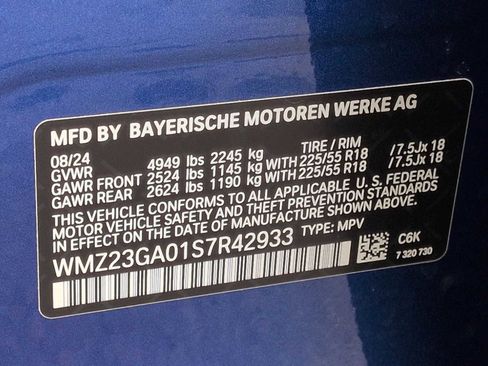 MFD BY BAYERISCHE MOTOREN WERKE AG
08/24 TIRE / RIM
GVWR 4949 lbs 2245 kg
GAWR FRONT 2524 lbs 1145 kg WITH 225/55 R18 /7.5Jx 18
GAWR REAR 2624 lbs 1190 kg WITH 225/55 R18 /7.5Jx 18
THIS VEHICLE CONFORMS TO ALL APPLICABLE U. S. FEDERAL
MOTOR VEHICLE SAFETY AND THEFT PREVENTION STANDARDS
IN EFFECT ON THE DATE OF MANUFACTURE SHOWN ABOVE.
WMZ23GA01S7R42933 TYPE: MPV
C6K
7 320 730